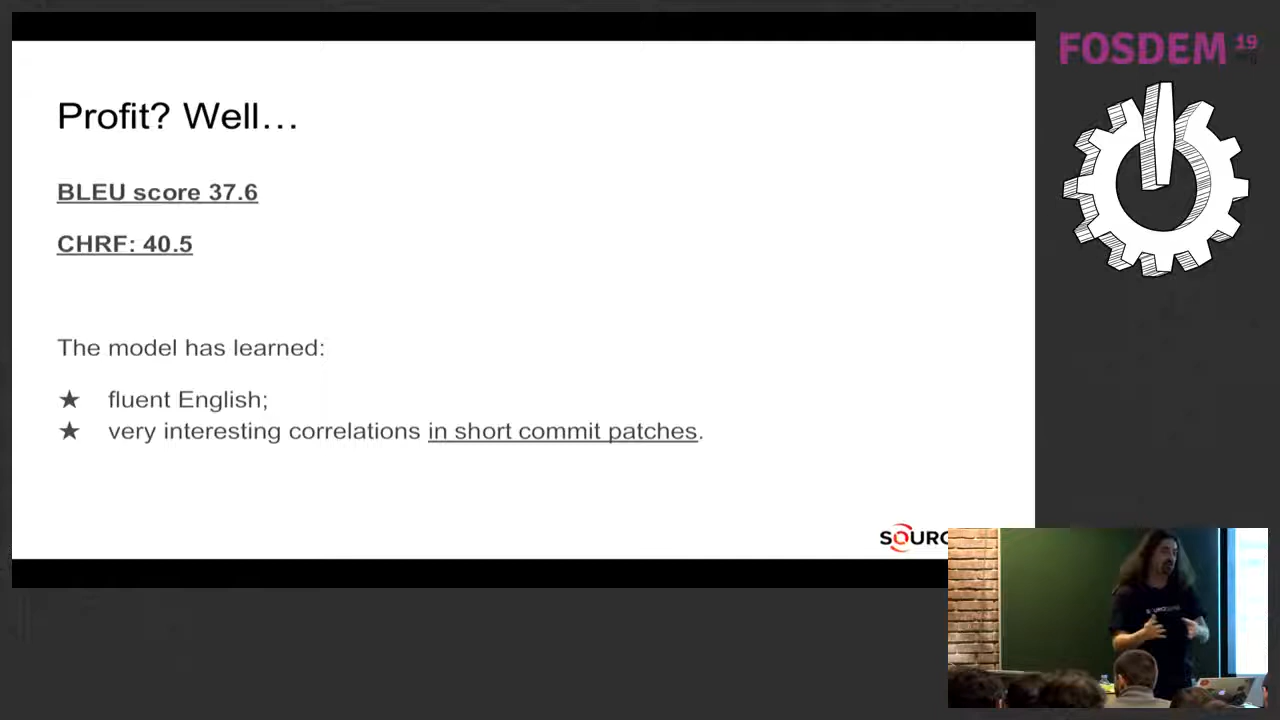 Profit? Well…
BLEU score 37.6
CHRF: 40.5
The model has learned:
★ fluent English;
★ very interesting correlations in short commit patches.
SOURC
FOSDEM 19